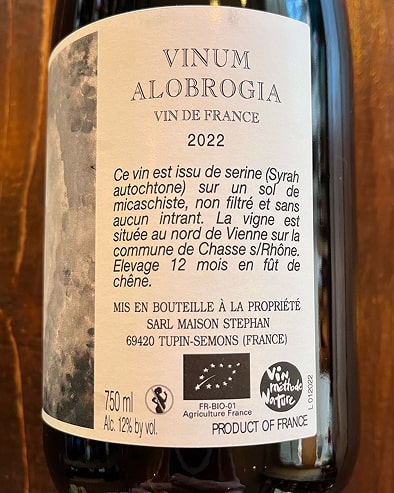 VINUM
ALOBROGIA
VIN DE FRANCE
2022
Ce vin est issu de serine (Syrah
autochtone) sur un sol de
micaschiste, non filtré et sans
aucun intrant. La vigne est
située au nord de Vienne sur la
commune de Chasse s/Rhône.
Elevage 12 mois en fût de
chêne.
MIS EN BOUTEILLE À LA PROPRIÉTÉ
SARL MAISON STEPHAN
69420 TUPIN-SEMONS (FRANCE)
750 ml
Alc. 12% by vol.
FR-BIO-01
Agriculture France
Vin
méthode
Nature
PRODUCT OF FRANCE
L 012022